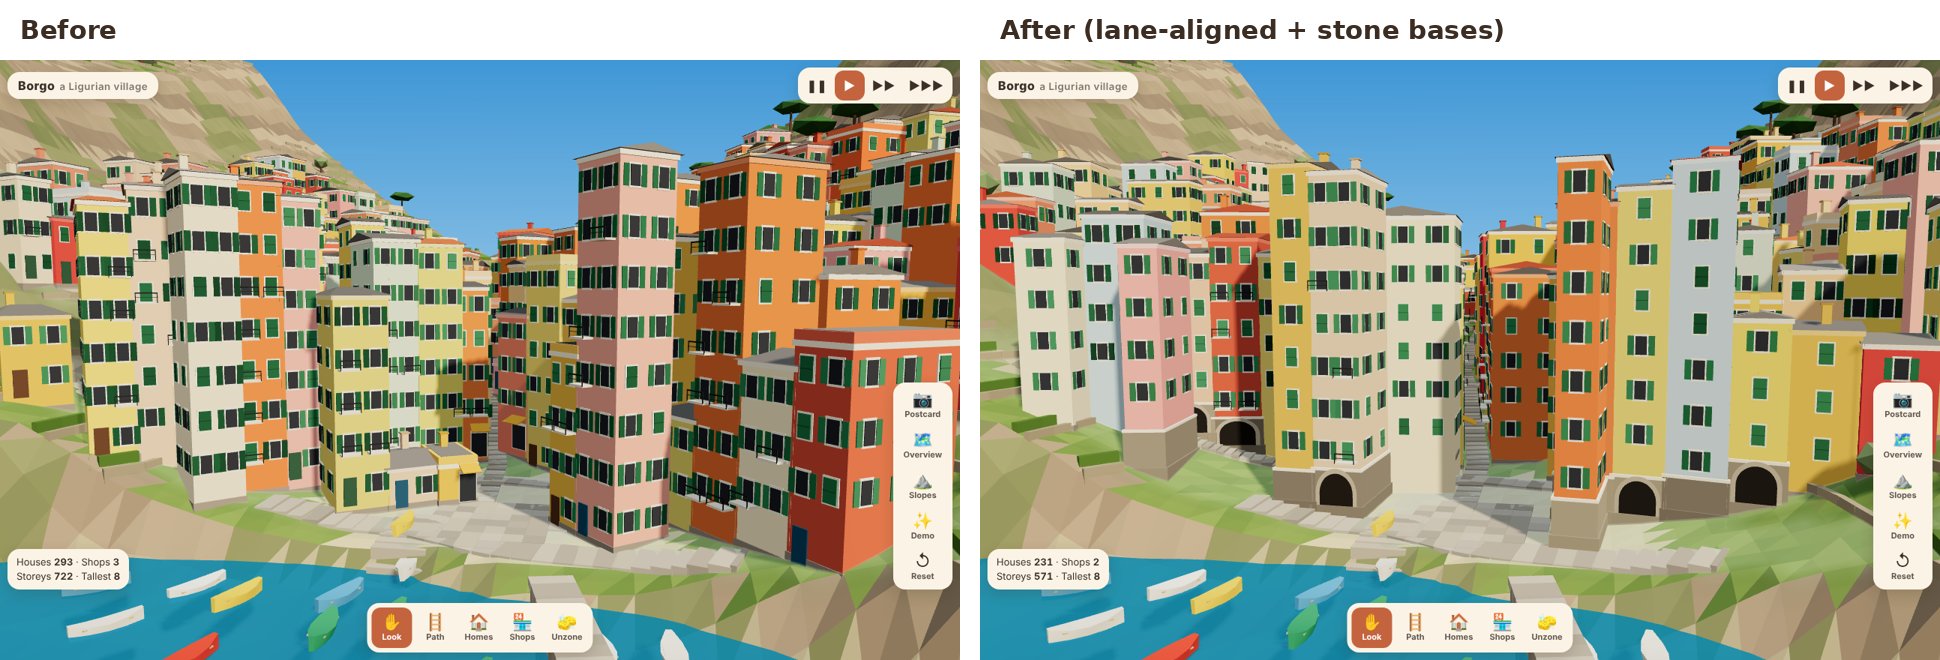 Before
Borgo a Ligurian village
Postcard
Overview
Slopes
Demo
Reset
Houses 293 · Shops 3
Storeys 722 · Tallest 8
Look
Path
Homes
Shops
Unzone
After (lane-aligned + stone bases)
Borgo a Ligurian village
Postcard
Overview
Slopes
Demo
Reset
Houses 231 · Shops 2
Storeys 571 · Tallest 8
Look
Path
Homes
Shops
Unzone